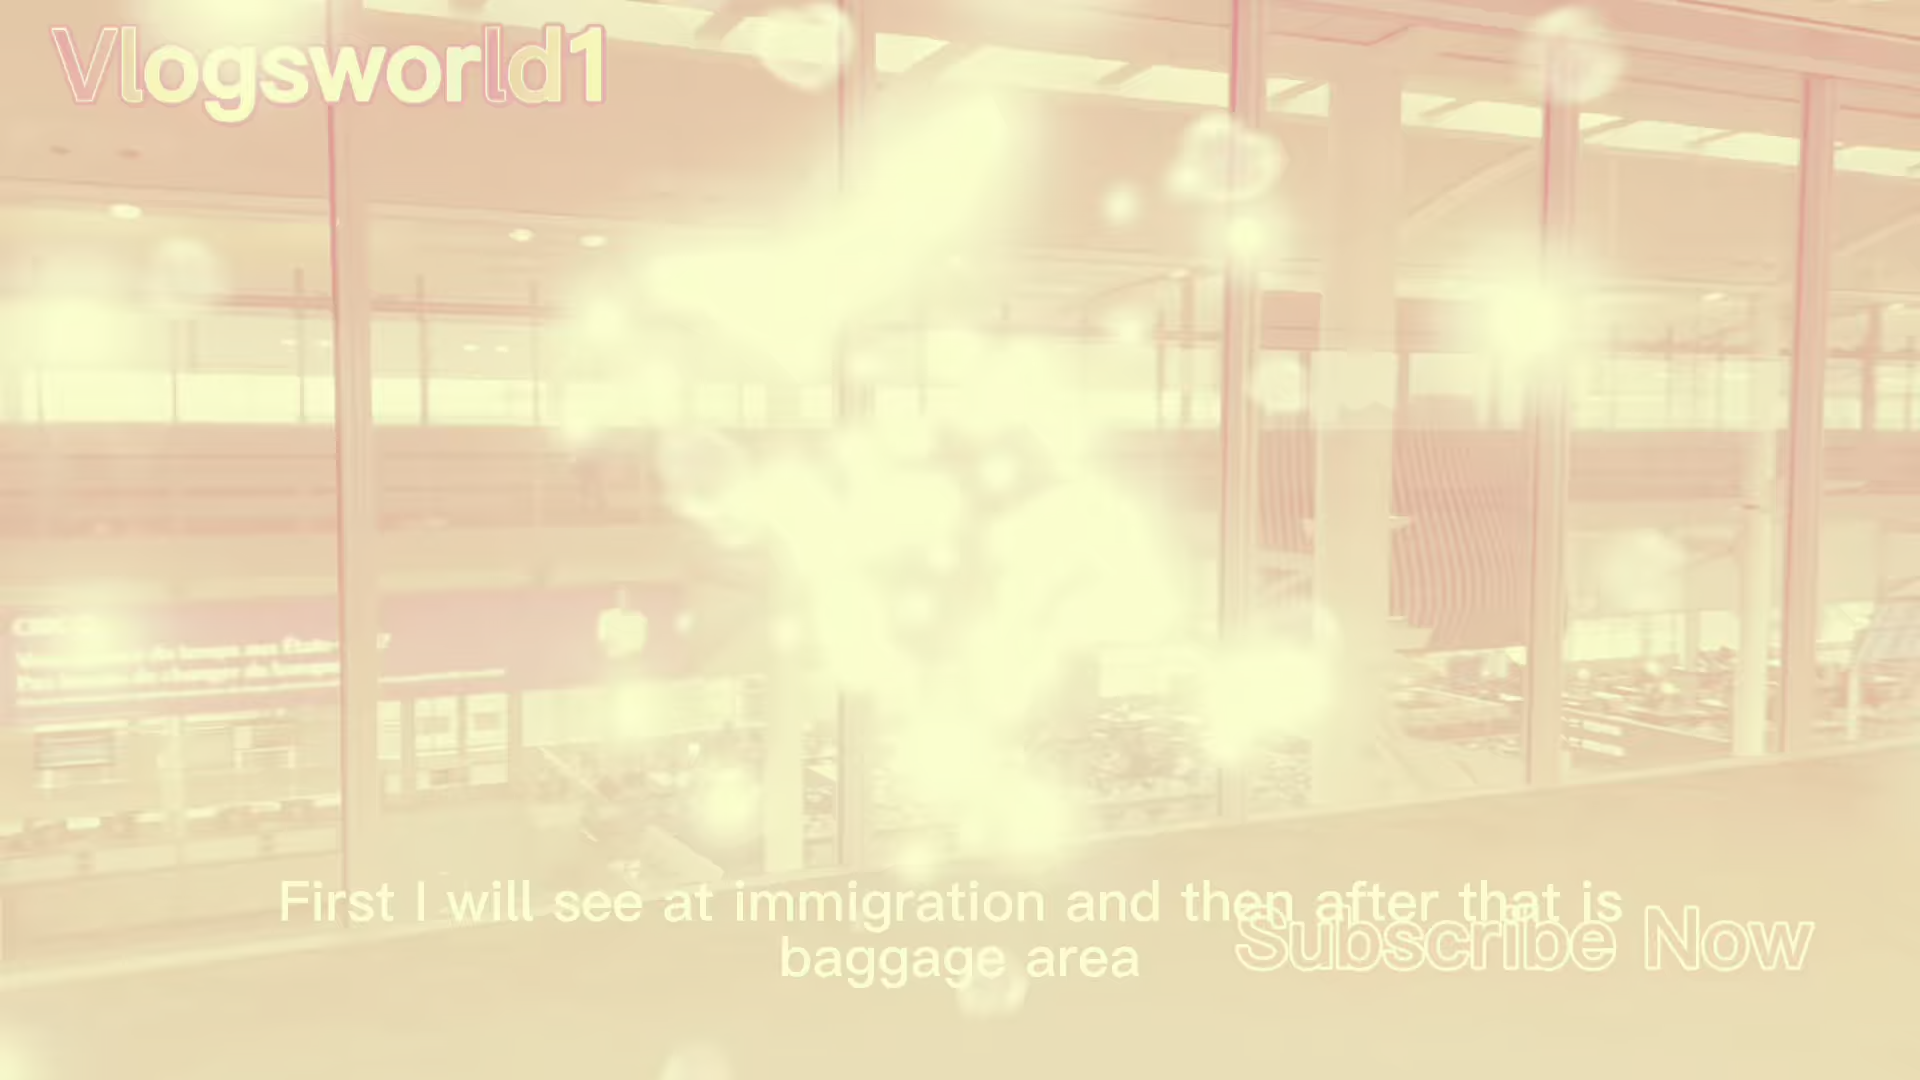 Vlogsworld1
First I will see at immigration and then after that is
baggage area
Subscribe Now